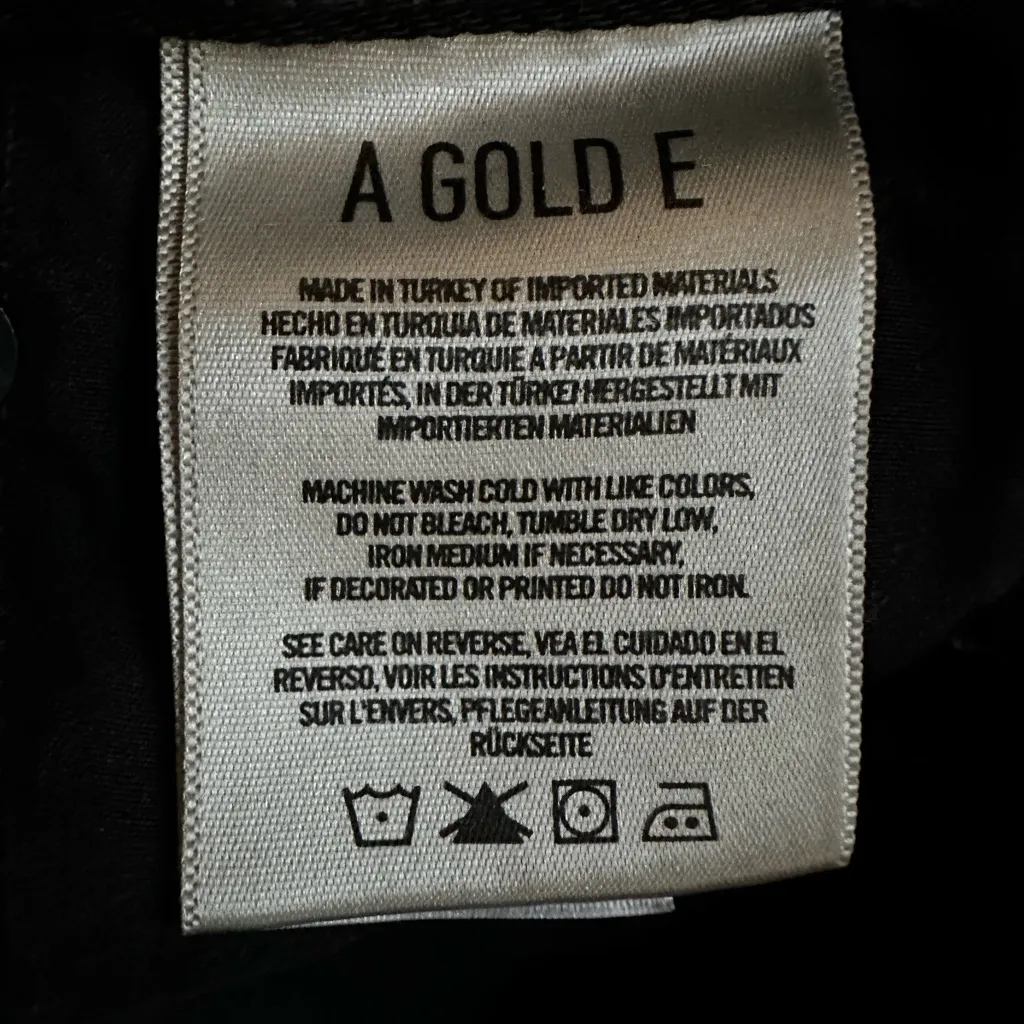 A GOLD E
MADE IN TURKEY OF IMPORTED MATERIALS
HECHO EN TURQUIA DE MATERIALES IMPORTADOS
FABRIQUÉ EN TURQUIE A PARTIR DE MATÉRIAUX
IMPORTÉS, IN DER TÜRKEI HERGESTELLT MIT
IMPORTIERTEN MATERIALIEN
MACHINE WASH COLD WITH LIKE COLORS,
DO NOT BLEACH, TUMBLE DRY LOW,
IRON MEDIUM IF NECESSARY,
IF DECORATED OR PRINTED DO NOT IRON.
SEE CARE ON REVERSE, VEA EL CUIDADO EN EL
REVERSO, VOIR LES INSTRUCTIONS D'ENTRETIEN
SUR L'ENVERS, PFLEGEANLEITUNG AUF DER
RÜCKSEITE